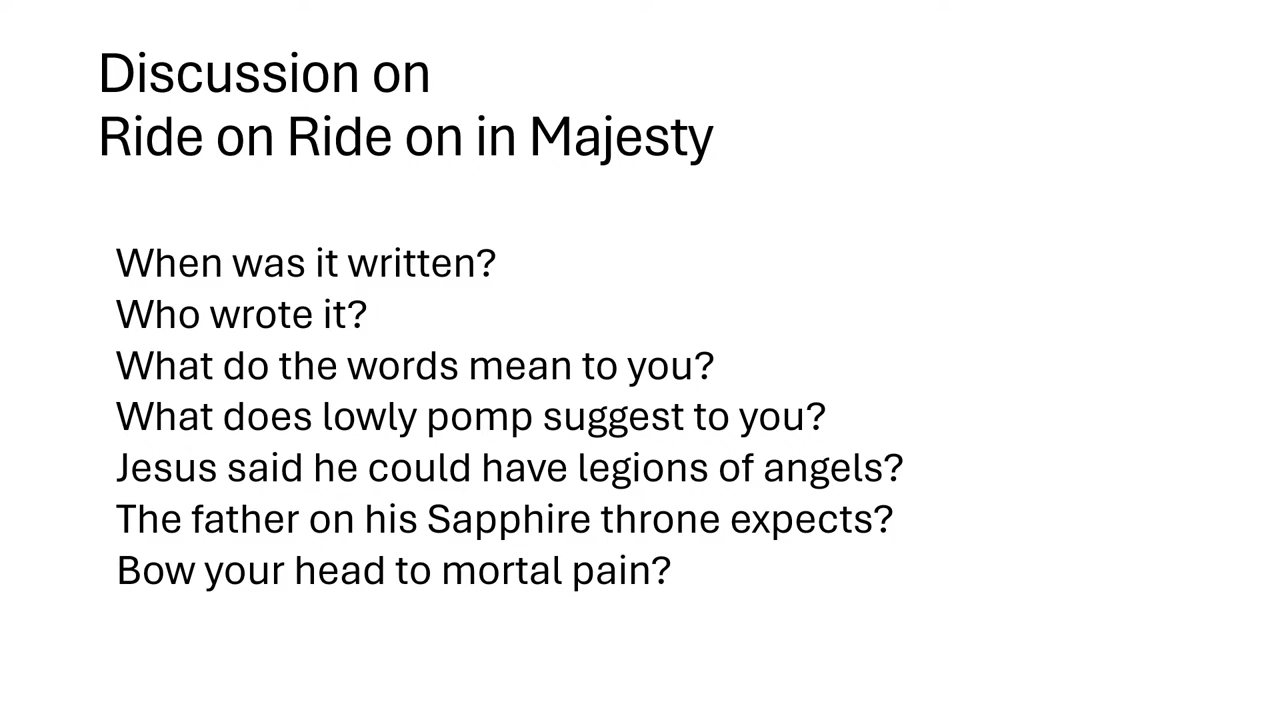 Discussion on
Ride on Ride on in Majesty
When was it written?
Who wrote it?
What do the words mean to you?
What does lowly pomp suggest to you?
Jesus said he could have legions of angels?
The father on his Sapphire throne expects?
Bow your head to mortal pain?